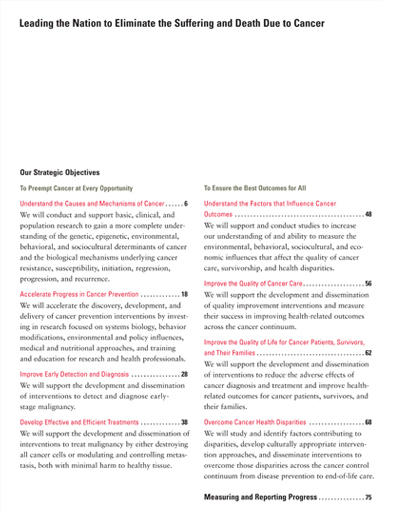 Leading the Nation to Eliminate the Suffering and Death Due to Cancer
Our Strategic Objectives
To Preempt Cancer at Every Opportunity
Understand the Causes and Mechanisms of Cancer . . . . . . 6
We will conduct and support basic, clinical, and
population research to gain a more complete under-
standing of the genetic, epigenetic, environmental,
behavioral, and sociocultural determinants of cancer
and the biological mechanisms underlying cancer
resistance, susceptibility, initiation, regression,
progression, and recurrence.
Accelerate Progress in Cancer Prevention . . . . . . . . . . . . . 18
We will accelerate the discovery, development, and
delivery of cancer prevention interventions by invest-
ing in research focused on systems biology, behavior
modifications, environmental and policy influences,
medical and nutritional approaches, and training
and education for research and health professionals.
Improve Early Detection and Diagnosis . . . . . . . . . . . . . . . . 28
We will support the development and dissemination
of interventions to detect and diagnose early-
stage malignancy.
Develop Effective and Efficient Treatments . . . . . . . . . . . . . 38
We will support the development and dissemination of
interventions to treat malignancy by either destroying
all cancer cells or modulating and controlling metas-
tasis, both with minimal harm to healthy tissue.
To Ensure the Best Outcomes for All
Understand the Factors that Influence Cancer
Outcomes . . . . . . . . . . . . . . . . . . . . . . . . . . . . . . . . . . . . . . . . . 48
We will support and conduct studies to increase
our understanding of and ability to measure the
environmental, behavioral, sociocultural, and eco-
nomic influences that affect the quality of cancer
care, survivorship, and health disparities.
Improve the Quality of Cancer Care . . . . . . . . . . . . . . . . . . . 56
We will support the development and dissemination
of quality improvement interventions and measure
their success in improving health-related outcomes
across the cancer continuum.
Improve the Quality of Life for Cancer Patients, Survivors,
and Their Families . . . . . . . . . . . . . . . . . . . . . . . . . . . . . . . . . . 62
We will support the development and dissemination
of interventions to reduce the adverse effects of
cancer diagnosis and treatment and improve health-
related outcomes for cancer patients, survivors, and
their families.
Overcome Cancer Health Disparities . . . . . . . . . . . . . . . . . . 68
We will study and identify factors contributing to
disparities, develop culturally appropriate interven-
tion approaches, and disseminate interventions to
overcome those disparities across the cancer control
continuum from disease prevention to end-of-life care.
Measuring and Reporting Progress . . . . . . . . . . . . . . . 75